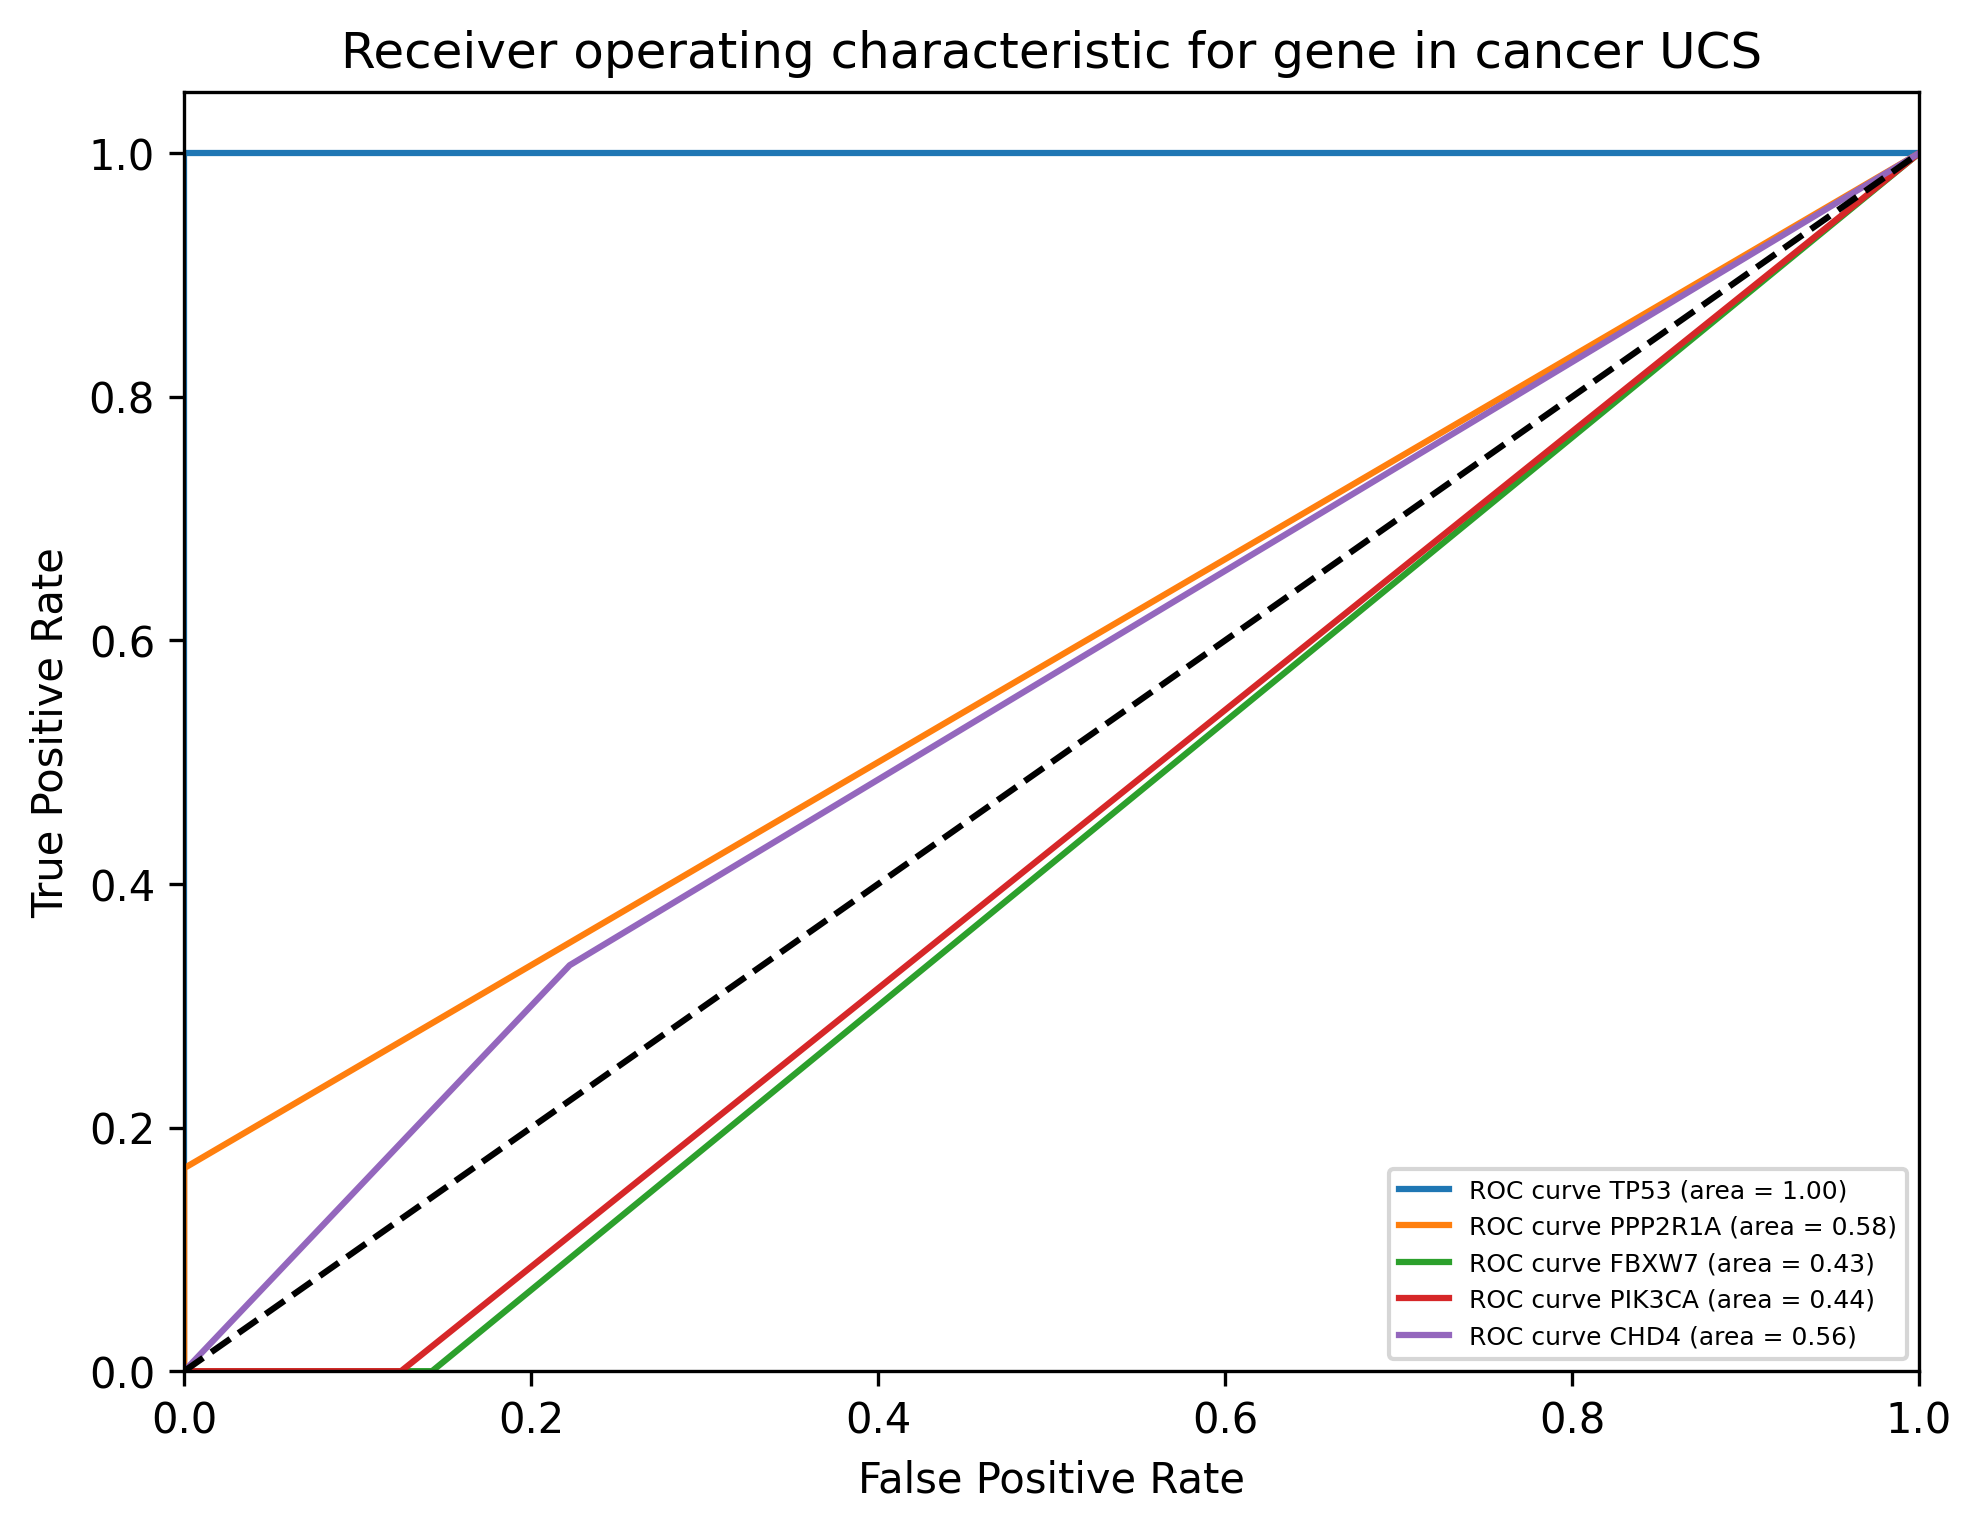 Receiver operating characteristic for gene in cancer UCS
True Positive Rate
1.0
0.8
0.6
0.4
0.2
0.0
0.0 0.2 0.4 0.6 0.8 1.0
False Positive Rate
ROC curve TP53 (area = 1.00)
ROC curve PPP2R1A (area = 0.58)
ROC curve FBXW7 (area = 0.43)
ROC curve PIK3CA (area = 0.44)
ROC curve CHD4 (area = 0.56)